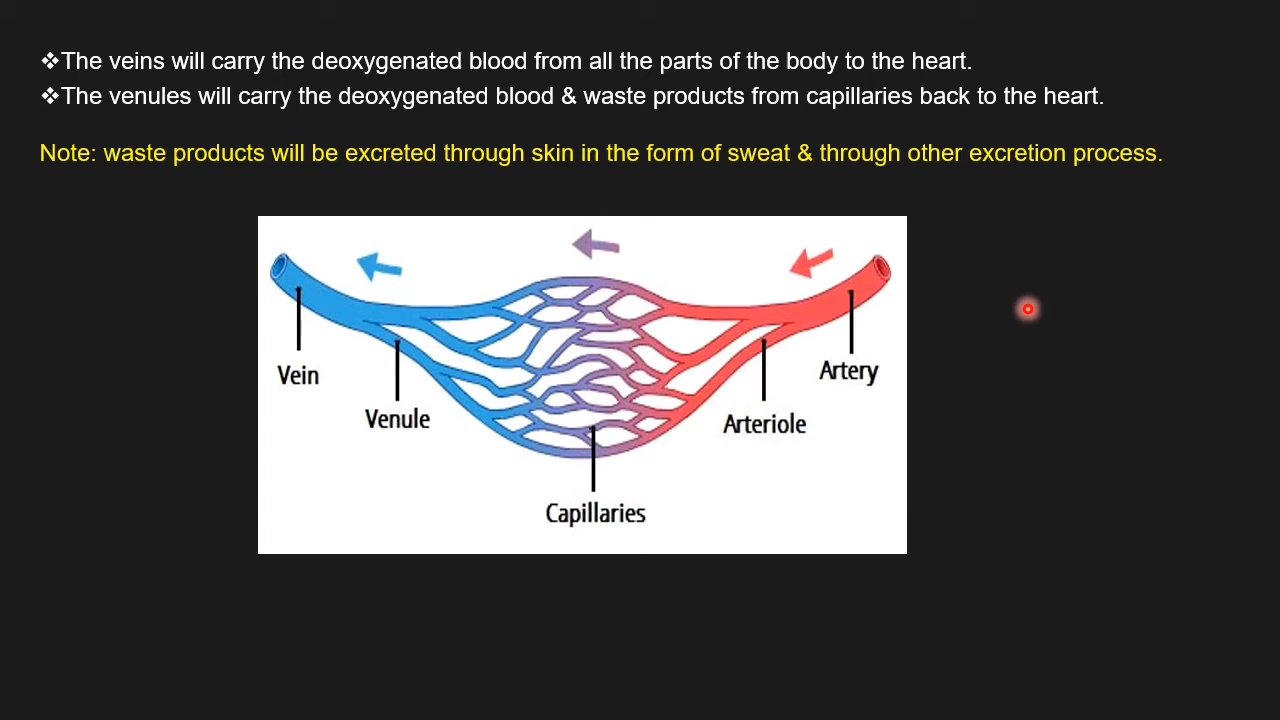 ❖The veins will carry the deoxygenated blood from all the parts of the body to the heart.
❖The venules will carry the deoxygenated blood & waste products from capillaries back to the heart.
Note: waste products will be excreted through skin in the form of sweat & through other excretion process.
Vein
Venule
Capillaries
Arteriole
Artery